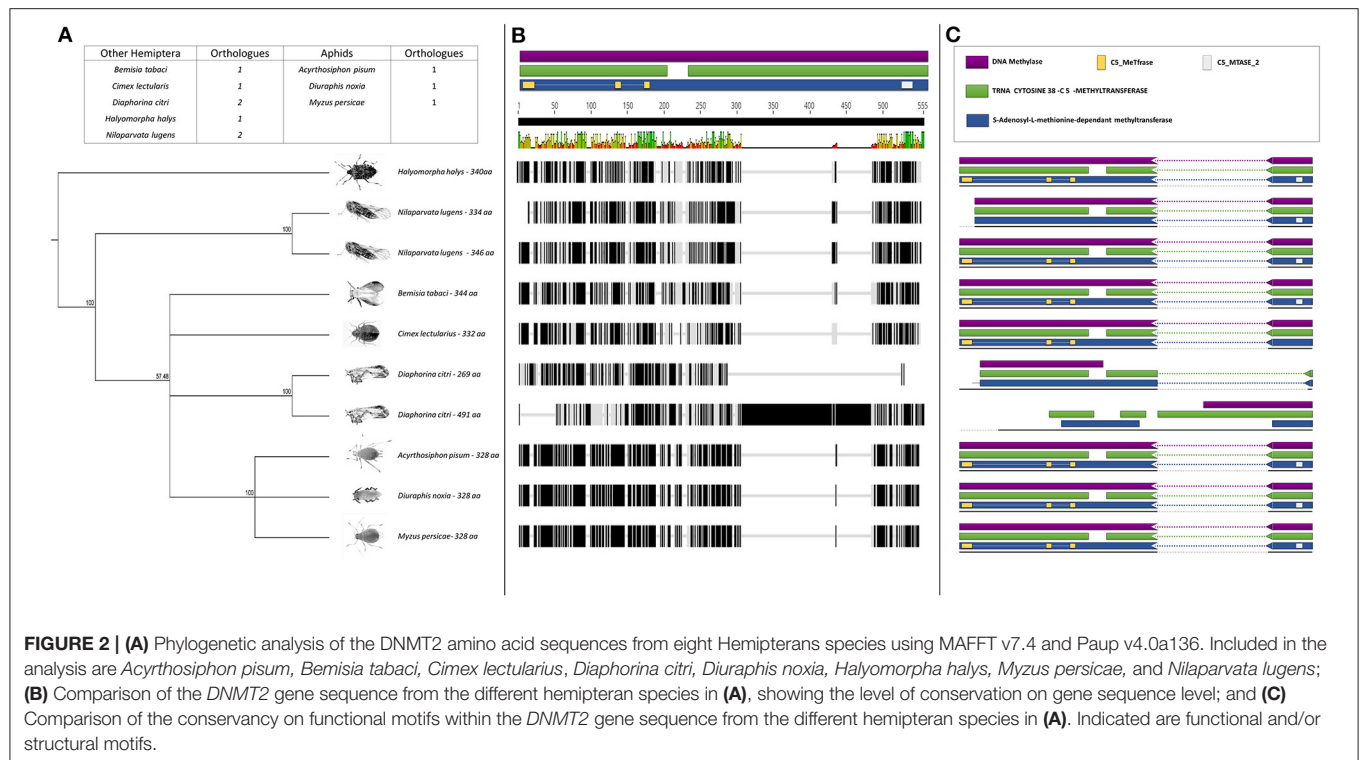 A
Other Hemiptera Orthologues Aphids Orthologues
Bemisia tabaci 1 Acyrthosiphon pisum 1
Cimex lectularis 1 Diuraphis noxia 1
Diaphorina citri 2 Myzus persicae 1
Halyomorpha halys 1
Nilaparvata lugens 2
100
100
57.48
100
100
Halyomorpha halys - 340aa
Nilaparvata lugens - 334 aa
Nilaparvata lugens - 346 aa
Bemisia tabaci - 344 aa
Cimex lectularius - 332 aa
Diaphorina citri - 269 aa
Diaphorina citri - 491 aa
Acyrthosiphon pisum - 328 aa
Diuraphis noxia - 328 aa
Myzus persicae- 328 aa
B
1 50 100 150 200 250 300 350 400 450 500 555
C
DNA Methylase C5_MeTfrase C5_MTASE_2
TRNA CYTOSINE 38 -C 5 -METHYLTRANSFERASE
S-Adenosyl-L-methionine-dependant methyltransferase
FIGURE 2 | (A) Phylogenetic analysis of the DNMT2 amino acid sequences from eight Hemipterans species using MAFFT v7.4 and Paup v4.0a136. Included in the
analysis are Acyrthosiphon pisum, Bemisia tabaci, Cimex lectularius, Diaphorina citri, Diuraphis noxia, Halyomorpha halys, Myzus persicae, and Nilaparvata lugens;
(B) Comparison of the DNMT2 gene sequence from the different hemipteran species in (A), showing the level of conservation on gene sequence level; and (C)
Comparison of the conservancy on functional motifs within the DNMT2 gene sequence from the different hemipteran species in (A). Indicated are functional and/or
structural motifs.